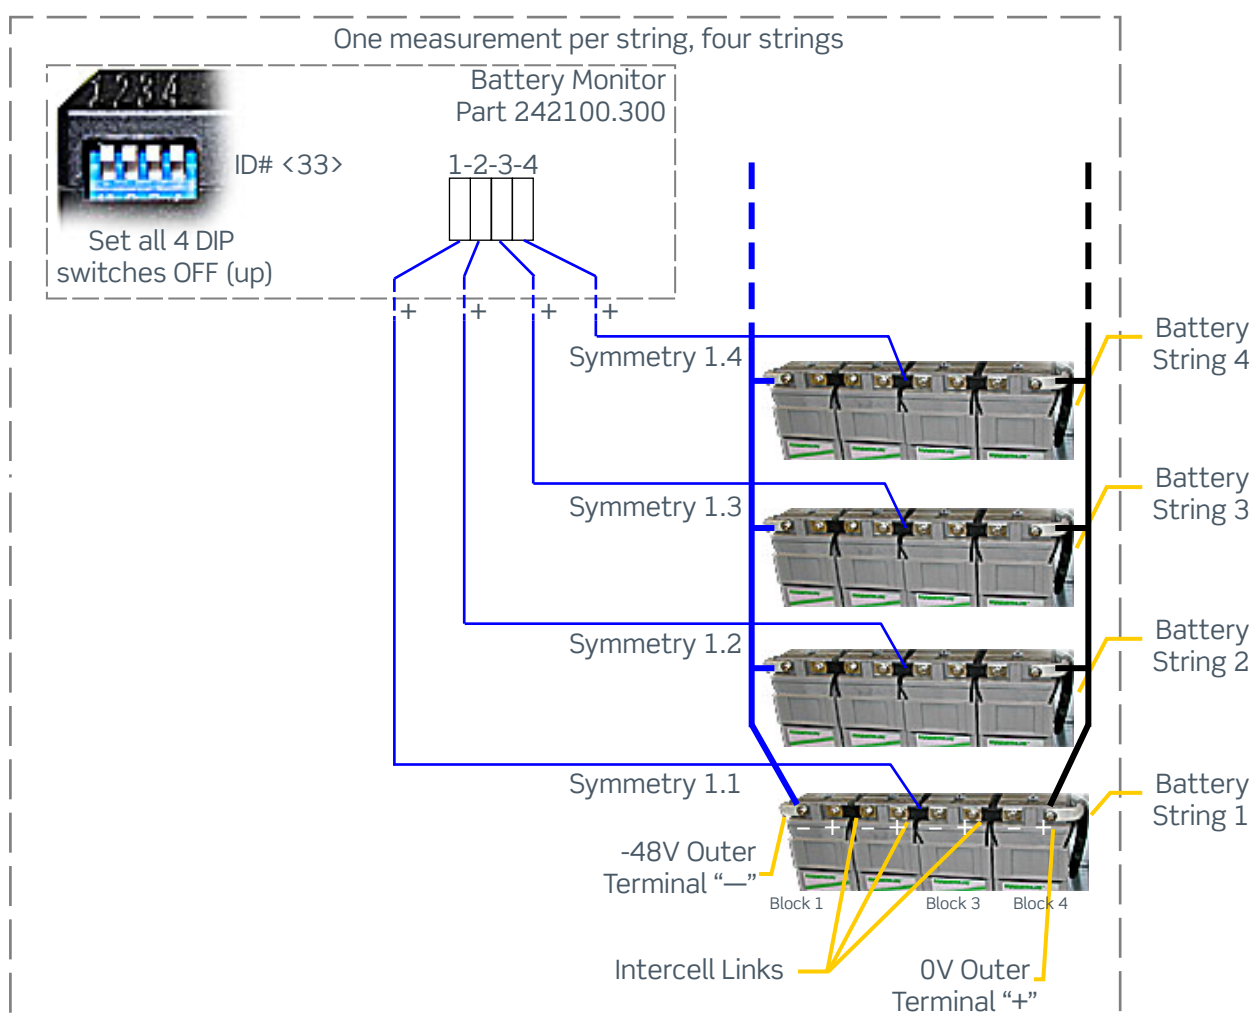 One measurement per string, four strings
1234
Battery Monitor
Part 242100.300
ID# <33>
1-2-3-4
Set all 4 DIP
switches OFF (up)
+ + + +
Symmetry 1.4
Battery
String 4
Symmetry 1.3
Battery
String 3
Symmetry 1.2
Battery
String 2
Symmetry 1.1
Battery
String 1
− + − + − + − +
-48V Outer
Terminal “—”
Block 1
Block 3
Block 4
Intercell Links
0V Outer
Terminal “+”